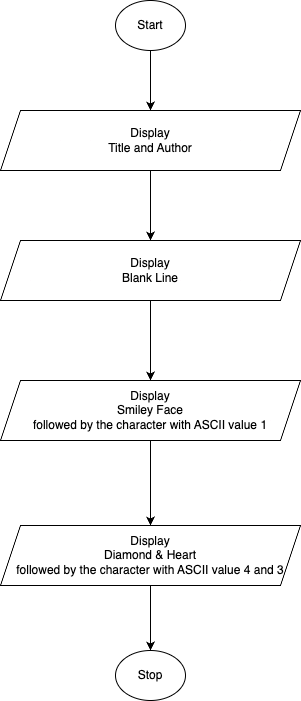 Start
Display
Title and Author
Display
Blank Line
Display
Smiley Face
followed by the character with ASCII value 1
Display
Diamond & Heart
followed by the character with ASCII value 4 and 3
Stop